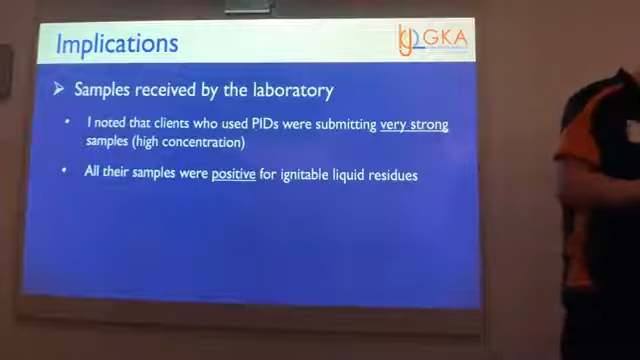 Implications
GKA
➤ Samples received by the laboratory
• I noted that clients who used PIDs were submitting very strong
samples (high concentration)
• All their samples were positive for ignitable liquid residues